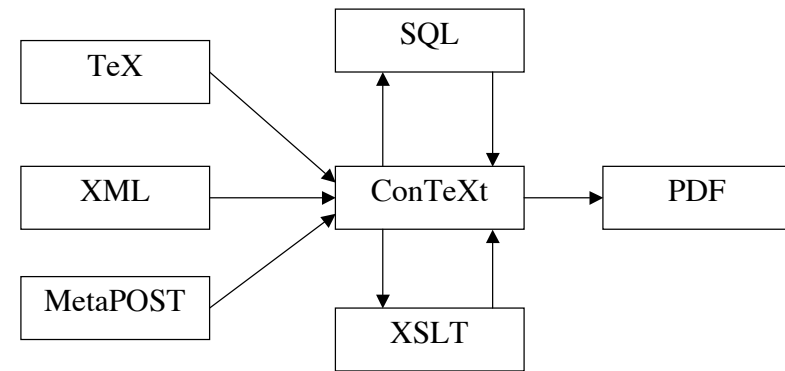 SQL
TeX
XML
ConTeXt
PDF
MetaPOST
XSLT